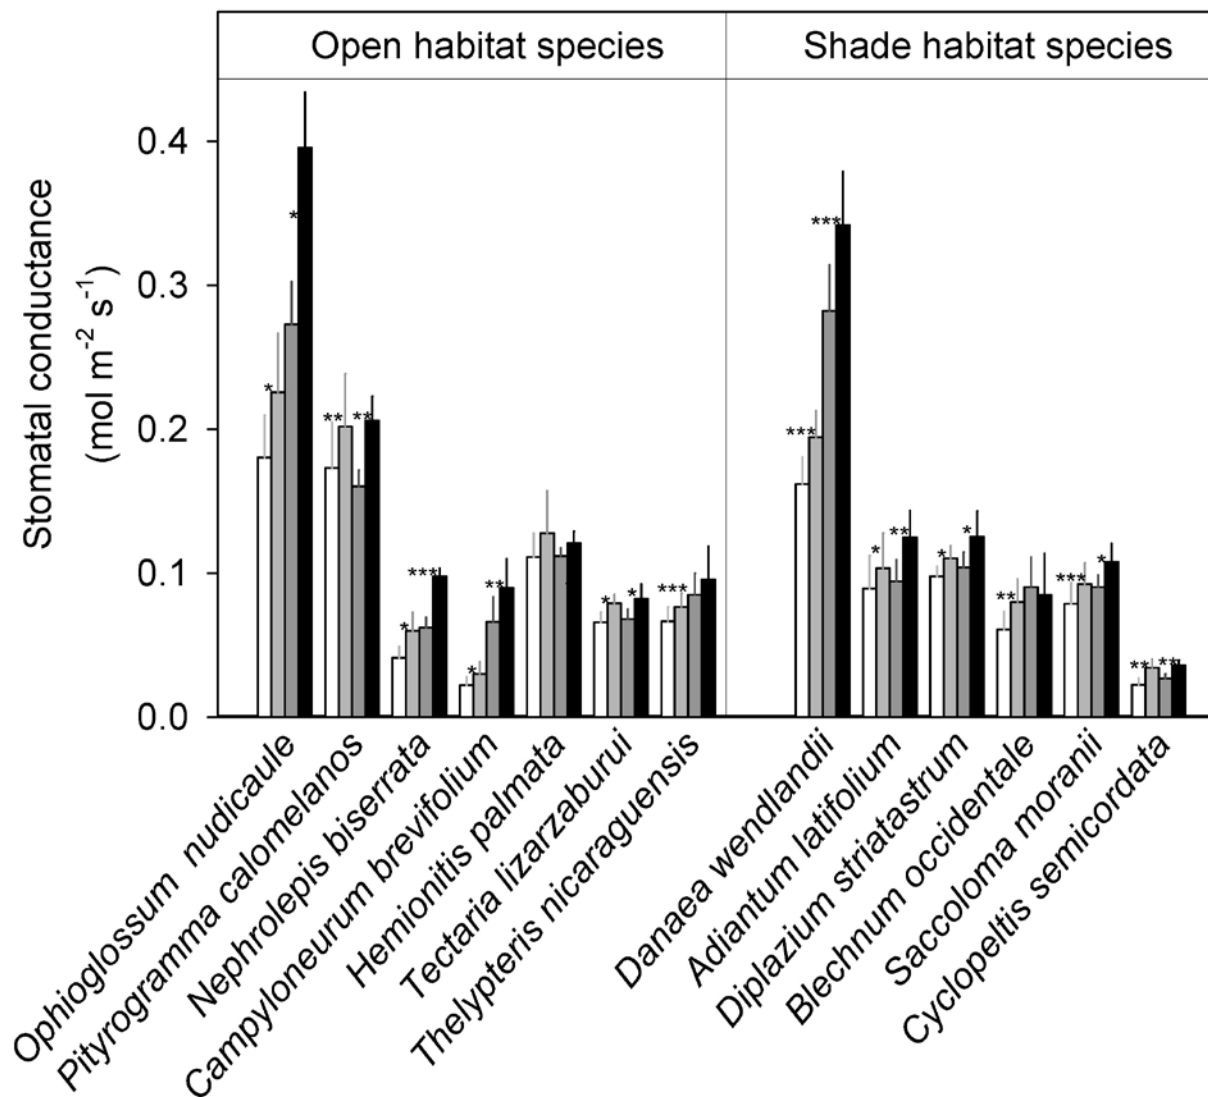 Open habitat species
Shade habitat species
Stomatal conductance
(mol m⁻² s⁻¹)
0.4
0.3
0.2
0.1
0.0
*
*
**
**
*
***
*
**
*
*
***
***
***
*
**
*
*
**
***
*
**
**
Ophioglossum nudicaule
Pityrogramma calomelanos
Nephrolepis biserrata
Campyloneurum brevifolium
Hemionitis palmata
Tectaria lizarzaburui
Thelypteris nicaraguensis
Danaea wendlandii
Adiantum latifolium
Diplazium striatastrum
Blechnum occidentale
Saccoloma moranii
Cyclopeltis semicordata